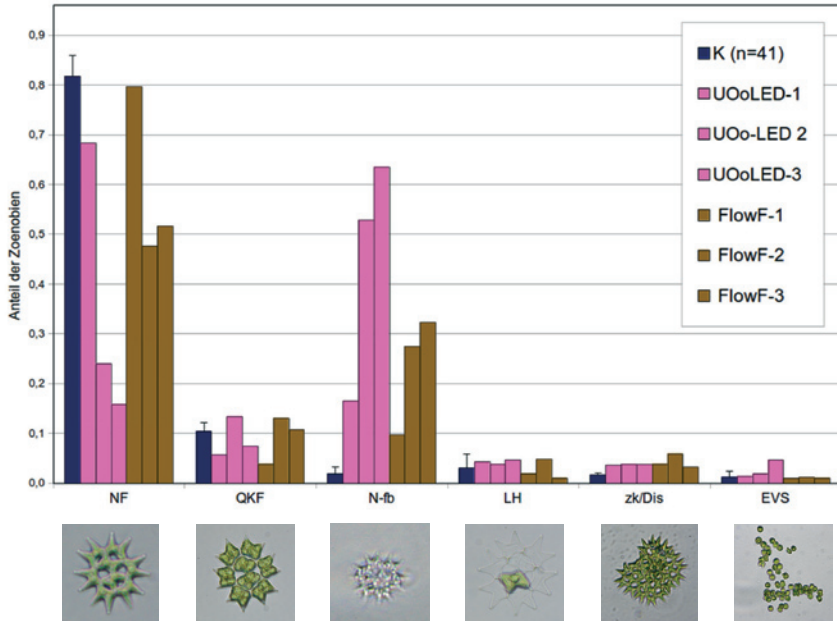 Anteil der Zoenobien
0,9
0,8
0,7
0,6
0,5
0,4
0,3
0,2
0,1
0,0
K (n=41)
UOoLED-1
UOo-LED 2
UOoLED-3
FlowF-1
FlowF-2
FlowF-3
NF QKF N-fb LH zk/Dis EVS